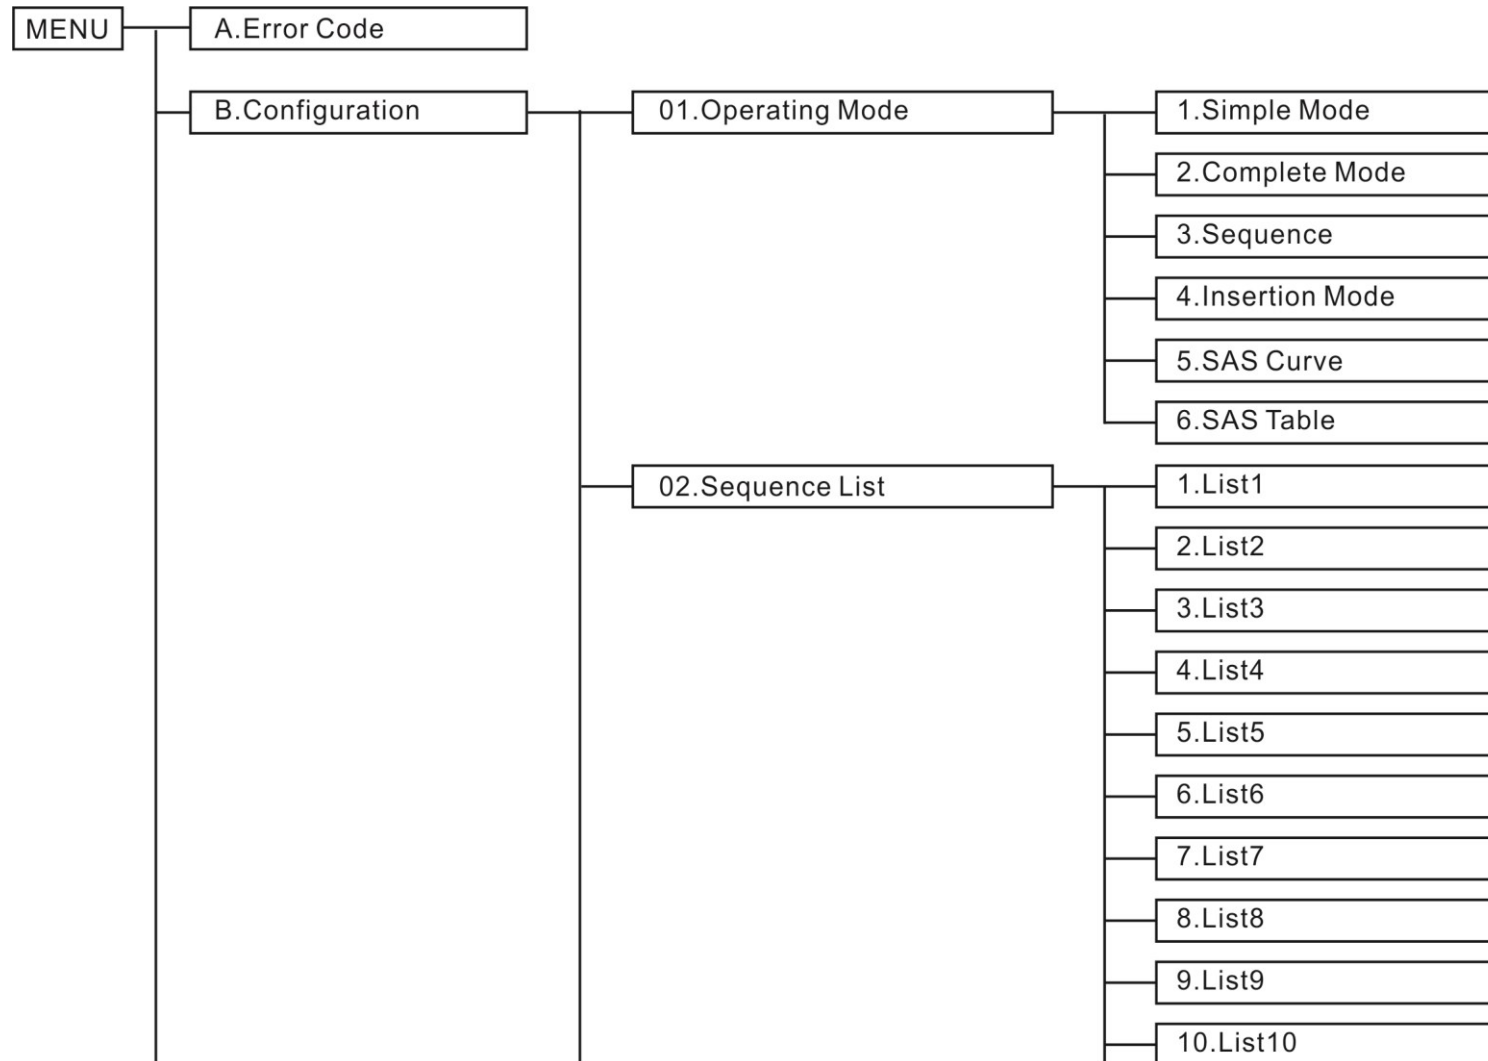 MENU
A.Error Code
B.Configuration
01.Operating Mode
1.Simple Mode
2.Complete Mode
3.Sequence
4.Insertion Mode
5.SAS Curve
6.SAS Table
02.Sequence List
1.List1
2.List2
3.List3
4.List4
5.List5
6.List6
7.List7
8.List8
9.List9
10.List10